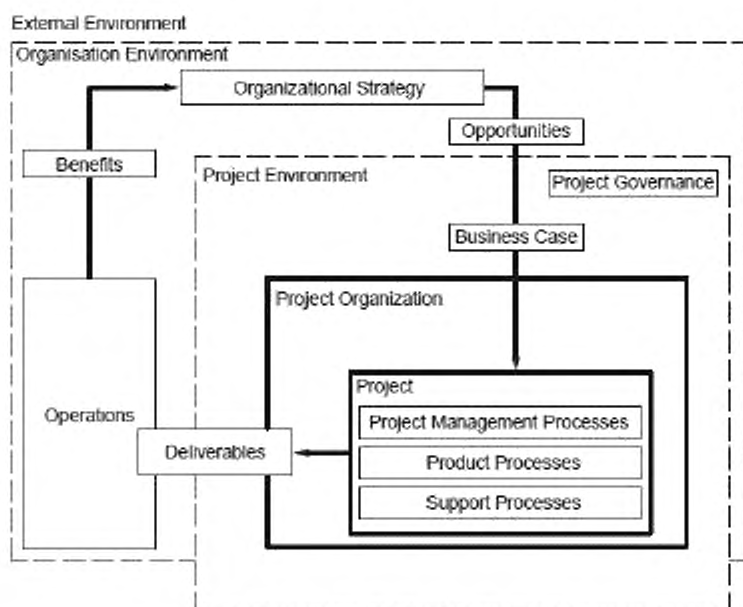 External Environment
Organisation Environment
Organizational Strategy
Opportunities
Benefits
Project Environment
Project Governance
Business Case
Project Organization
Project
Operations
Project Management Processes
Deliverables
Product Processes
Support Processes